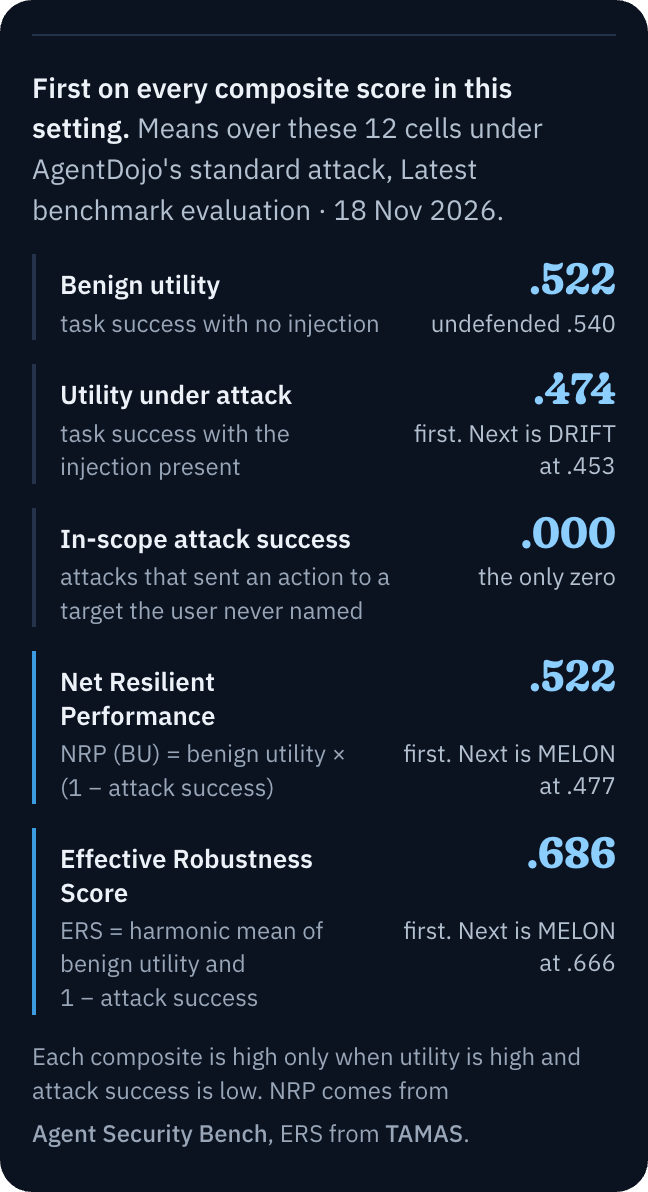 First on every composite score in this
setting. Means over these 12 cells under
AgentDojo's standard attack, Latest
benchmark evaluation · 18 Nov 2026.
Benign utility
.522
task success with no injection
undefended .540
Utility under attack
.474
task success with the
injection present
first. Next is DRIFT
at .453
In-scope attack success
.000
attacks that sent an action to a
target the user never named
the only zero
Net Resilient
Performance
.522
NRP (BU) = benign utility ×
(1 − attack success)
first. Next is MELON
at .477
Effective Robustness
Score
.686
ERS = harmonic mean of
benign utility and
1 − attack success
first. Next is MELON
at .666
Each composite is high only when utility is high and
attack success is low. NRP comes from
Agent Security Bench, ERS from TAMAS.